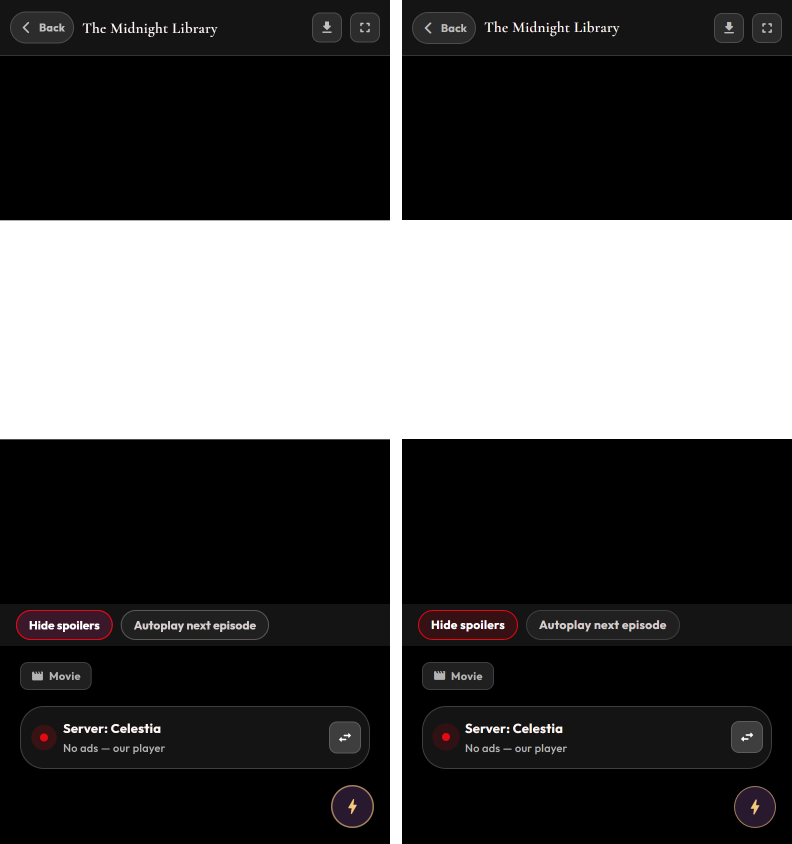 Back The Midnight Library
Back The Midnight Library
Hide spoilers Autoplay next episode
Hide spoilers Autoplay next episode
Movie
Movie
Server: Celestia
No ads — our player
Server: Celestia
No ads — our player